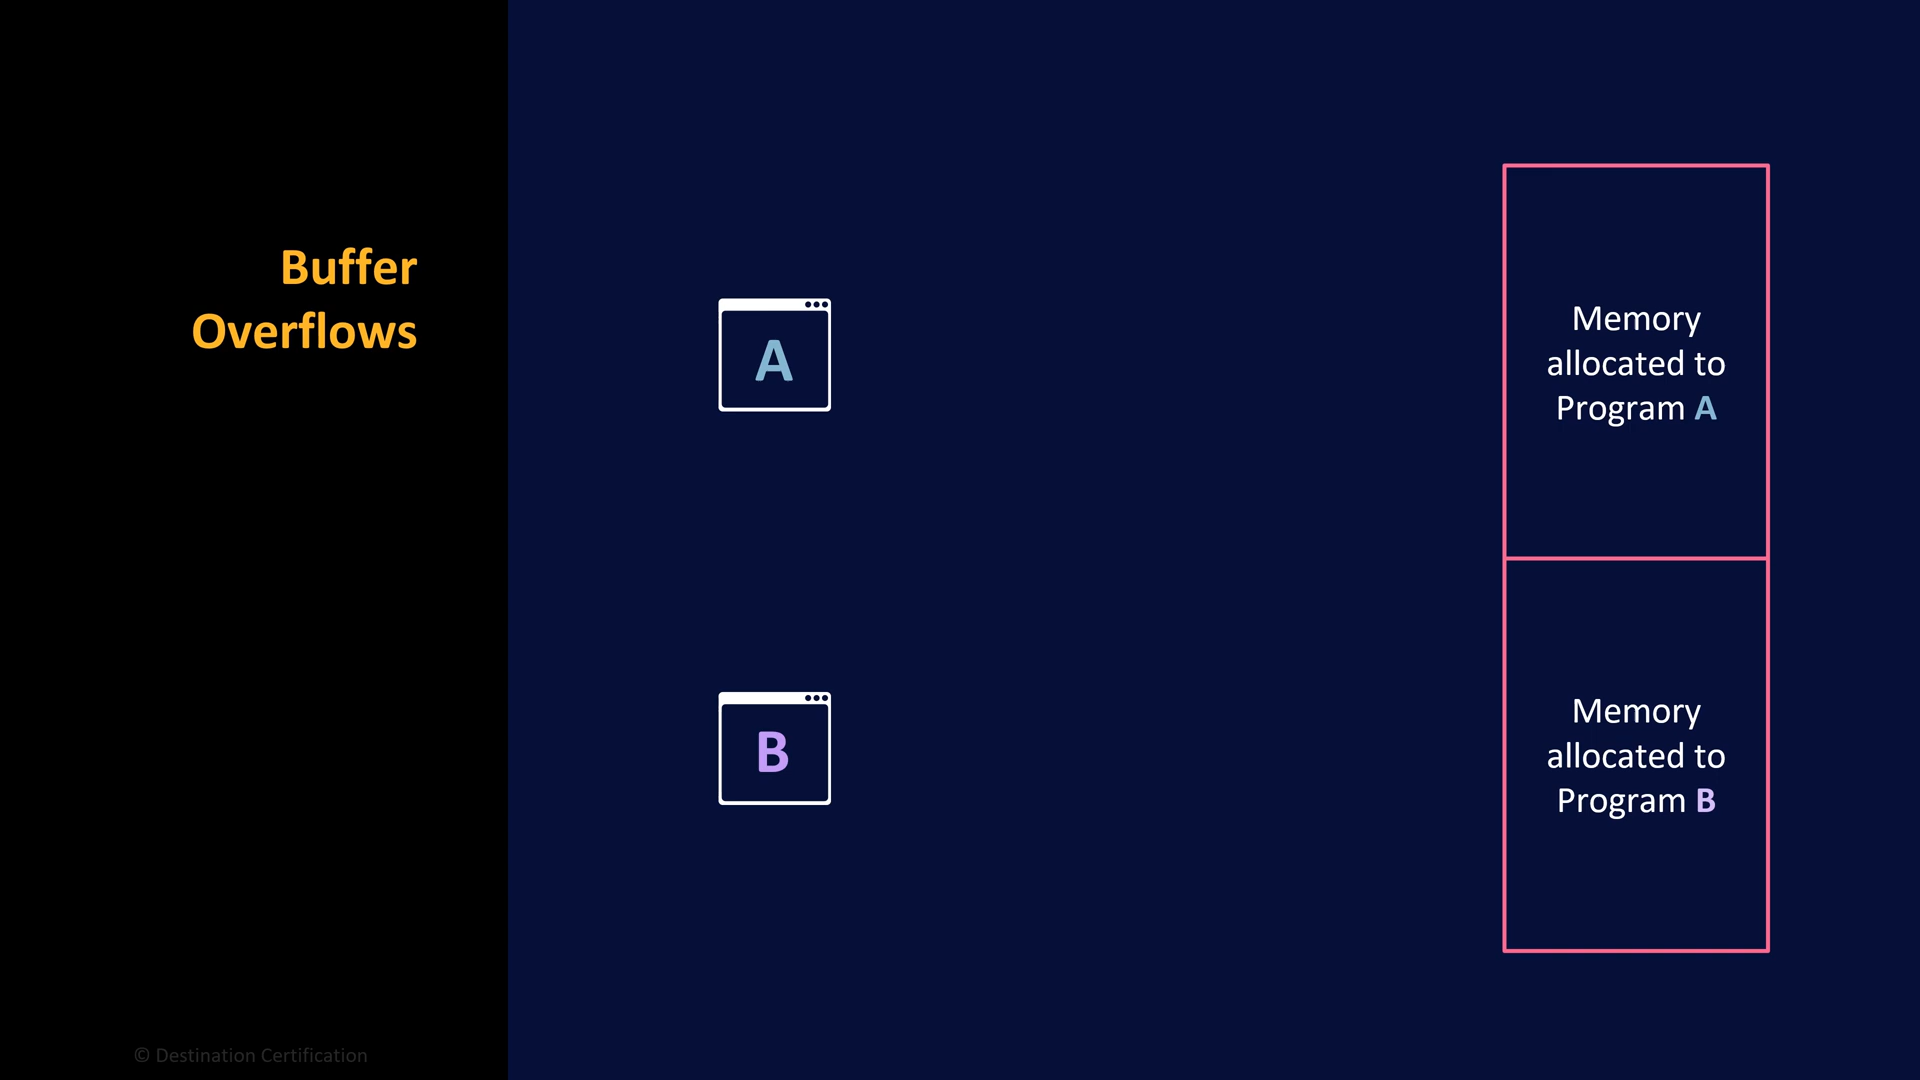 Buffer
Overflows
A
Memory
allocated to
Program A
B
Memory
allocated to
Program B
© Destination Certification